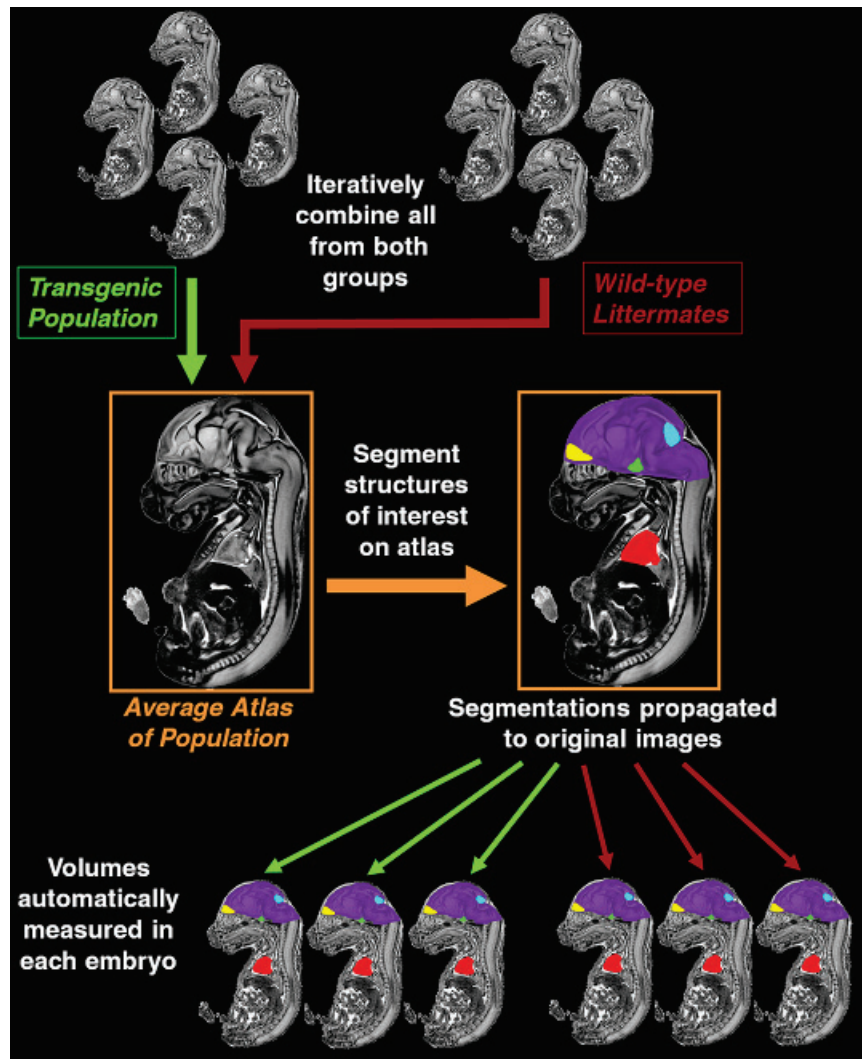 Iteratively
combine all
from both
groups
Transgenic
Population
Wild-type
Littermates
Segment
structures
of interest
on atlas
Average Atlas
of Population
Segmentations propagated
to original images
Volumes
automatically
measured in
each embryo